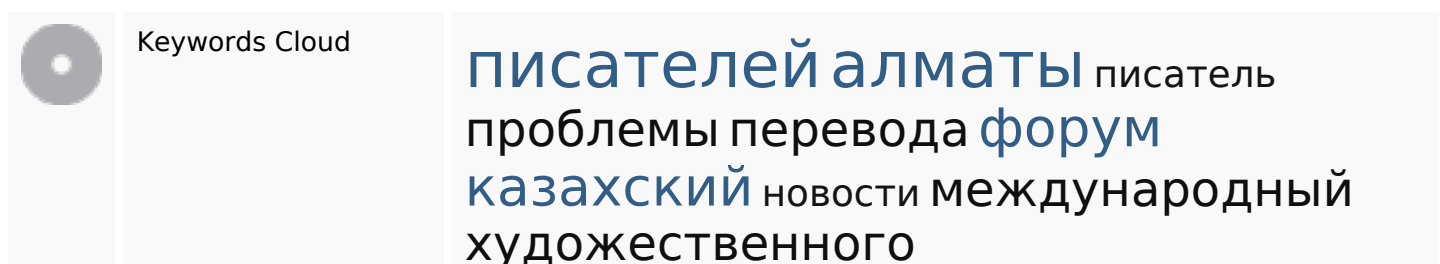 Keywords Cloud
писателей алматы писатель
проблемы перевода форум
казахский новости международный
художественного